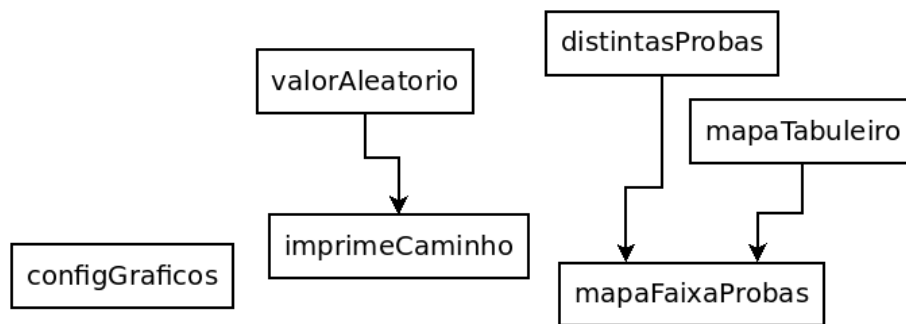 distintasProbas
valorAleatorio
mapaTabuleiro
imprimeCaminho
configGraficos
mapaFaixaProbas